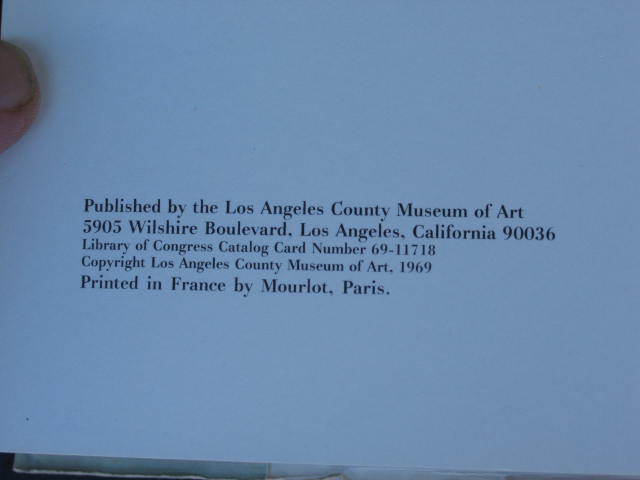 Published by the Los Angeles County Museum of Art
5905 Wilshire Boulevard, Los Angeles, California 90036
Library of Congress Catalog Card Number 69-11718
Copyright Los Angeles County Museum of Art, 1969
Printed in France by Mourlot, Paris.